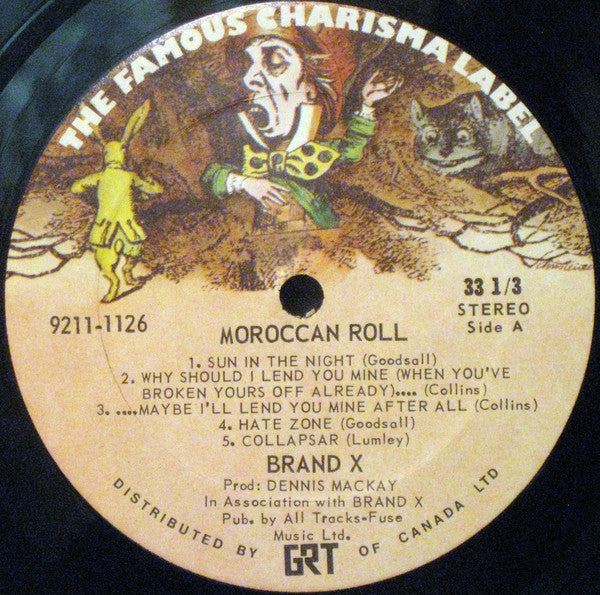 THE FAMOUS CHARISMA LABEL
9211-1126
33 1/3
STEREO
Side A
MOROCCAN ROLL
1. SUN IN THE NIGHT (Goodsall)
2. WHY SHOULD I LEND YOU MINE (WHEN YOU'VE
BROKEN YOURS OFF ALREADY).... (Collins)
3. ....MAYBE I'LL LEND YOU MINE AFTER ALL (Collins)
4. HATE ZONE (Goodsall)
5. COLLAPSAR (Lumley)
BRAND X
Prod: DENNIS MACKAY
In Association with BRAND X
Pub. by All Tracks-Fuse
Music Ltd.
DISTRIBUTED BY GRT OF CANADA LTD